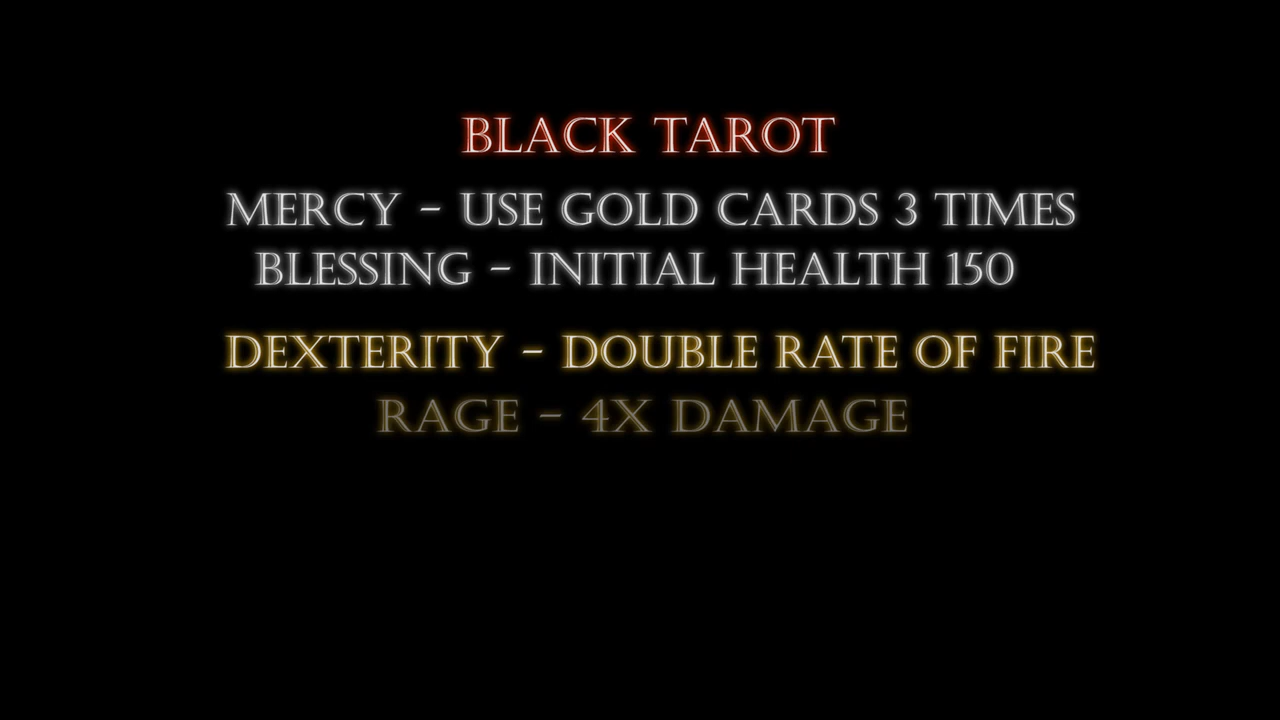 BLACK TAROT
MERCY - USE GOLD CARDS 3 TIMES
BLESSING - INITIAL HEALTH 150
DEXTERITY - DOUBLE RATE OF FIRE
RAGE - 4X DAMAGE